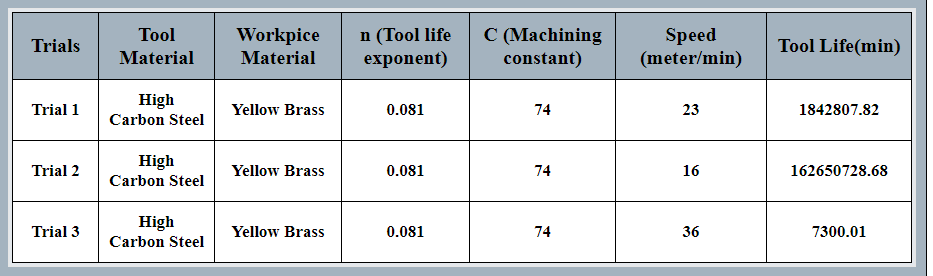 Trials
Tool
Material
Workpice
Material
n (Tool life
exponent)
C (Machining
constant)
Speed
(meter/min)
Tool Life(min)
Trial 1
High
Carbon Steel
Yellow Brass
0.081
74
23
1842807.82
Trial 2
High
Carbon Steel
Yellow Brass
0.081
74
16
162650728.68
Trial 3
High
Carbon Steel
Yellow Brass
0.081
74
36
7300.01